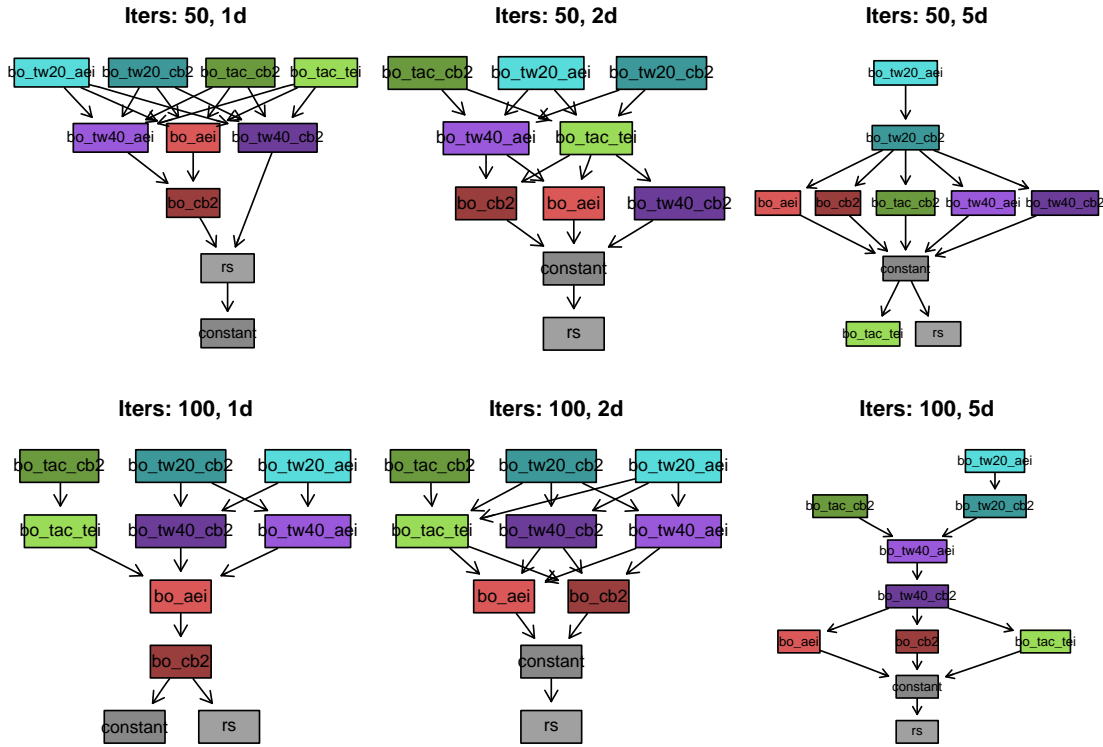 Iters: 50, 1d
bo_tw20_aei bo_tw20_cb2 bo_tac_cb2 bo_tac_tei
bo_tw40_aei bo_aei bo_tw40_cb2
bo_cb2
rs
constant
Iters: 50, 2d
bo_tac_cb2 bo_tw20_aei bo_tw20_cb2
bo_tw40_aei bo_tac_tei
bo_cb2 bo_aei bo_tw40_cb2
constant
rs
Iters: 50, 5d
bo_tw20_aei
bo_tw20_cb2
bo_aei bo_cb2 bo_tac_cb2 bo_tw40_aei bo_tw40_cb2
constant
bo_tac_tei rs
Iters: 100, 1d
bo_tac_cb2 bo_tw20_cb2 bo_tw20_aei
bo_tac_tei bo_tw40_cb2 bo_tw40_aei
bo_aei
bo_cb2
constant rs
Iters: 100, 2d
bo_tac_cb2 bo_tw20_cb2 bo_tw20_aei
bo_tac_tei bo_tw40_cb2 bo_tw40_aei
bo_aei bo_cb2
constant
rs
Iters: 100, 5d
bo_tw20_aei
bo_tac_cb2 bo_tw20_cb2
bo_tw40_aei
bo_tw40_cb2
bo_aei bo_cb2 bo_tac_tei
constant
rs